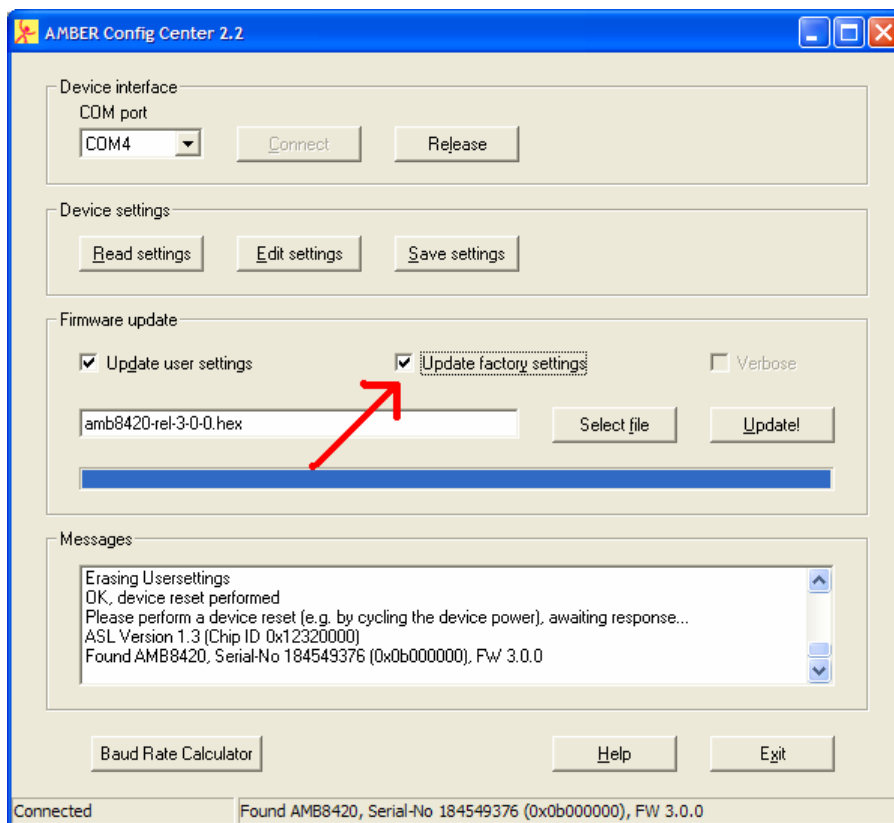 AMBER Config Center 2.2
Device interface
COM port
COM4 Connect Release
Device settings
Read settings Edit settings Save settings
Firmware update
Update user settings Update factory settings Verbose
amb8420-rel-3-0-0.hex Select file Update!
Messages
Erasing Usersettings
OK, device reset performed
Please perform a device reset (e.g. by cycling the device power), awaiting response...
ASL Version 1.3 (Chip ID 0x12320000)
Found AMB8420, Serial-No 184549376 (0x0b000000), FW 3.0.0
Baud Rate Calculator Help Exit
Connected Found AMB8420, Serial-No 184549376 (0x0b000000), FW 3.0.0